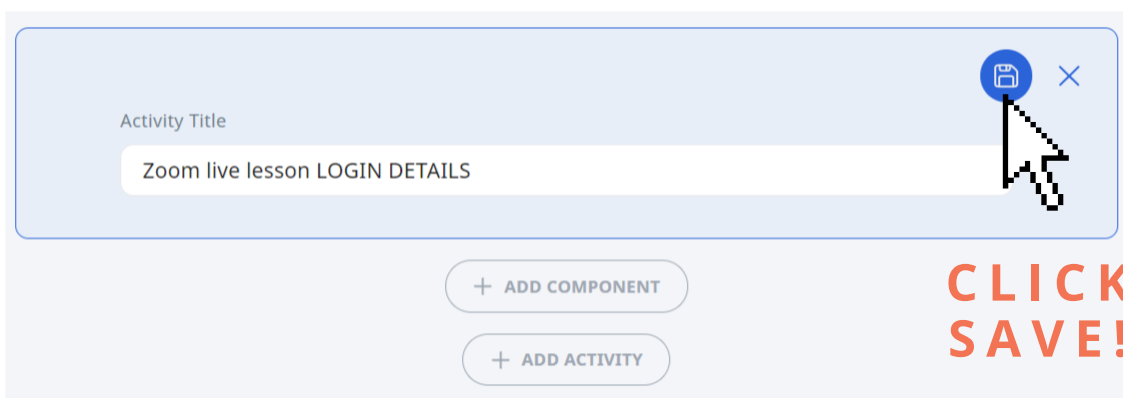 Activity Title
Zoom live lesson LOGIN DETAILS
+ ADD COMPONENT
CLICK
SAVE!
+ ADD ACTIVITY